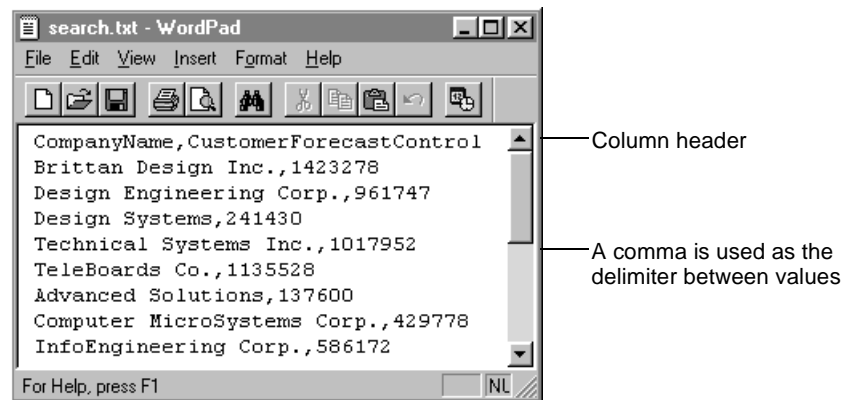 search.txt - WordPad
File Edit View Insert Format Help
CompanyName,CustomerForecastControl
Brittan Design Inc.,1423278
Design Engineering Corp.,961747
Design Systems,241430
Technical Systems Inc.,1017952
TeleBoards Co.,1135528
Advanced Solutions,137600
Computer MicroSystems Corp.,429778
InfoEngineering Corp.,586172
For Help, press F1
NU
Column header
A comma is used as the
delimiter between values